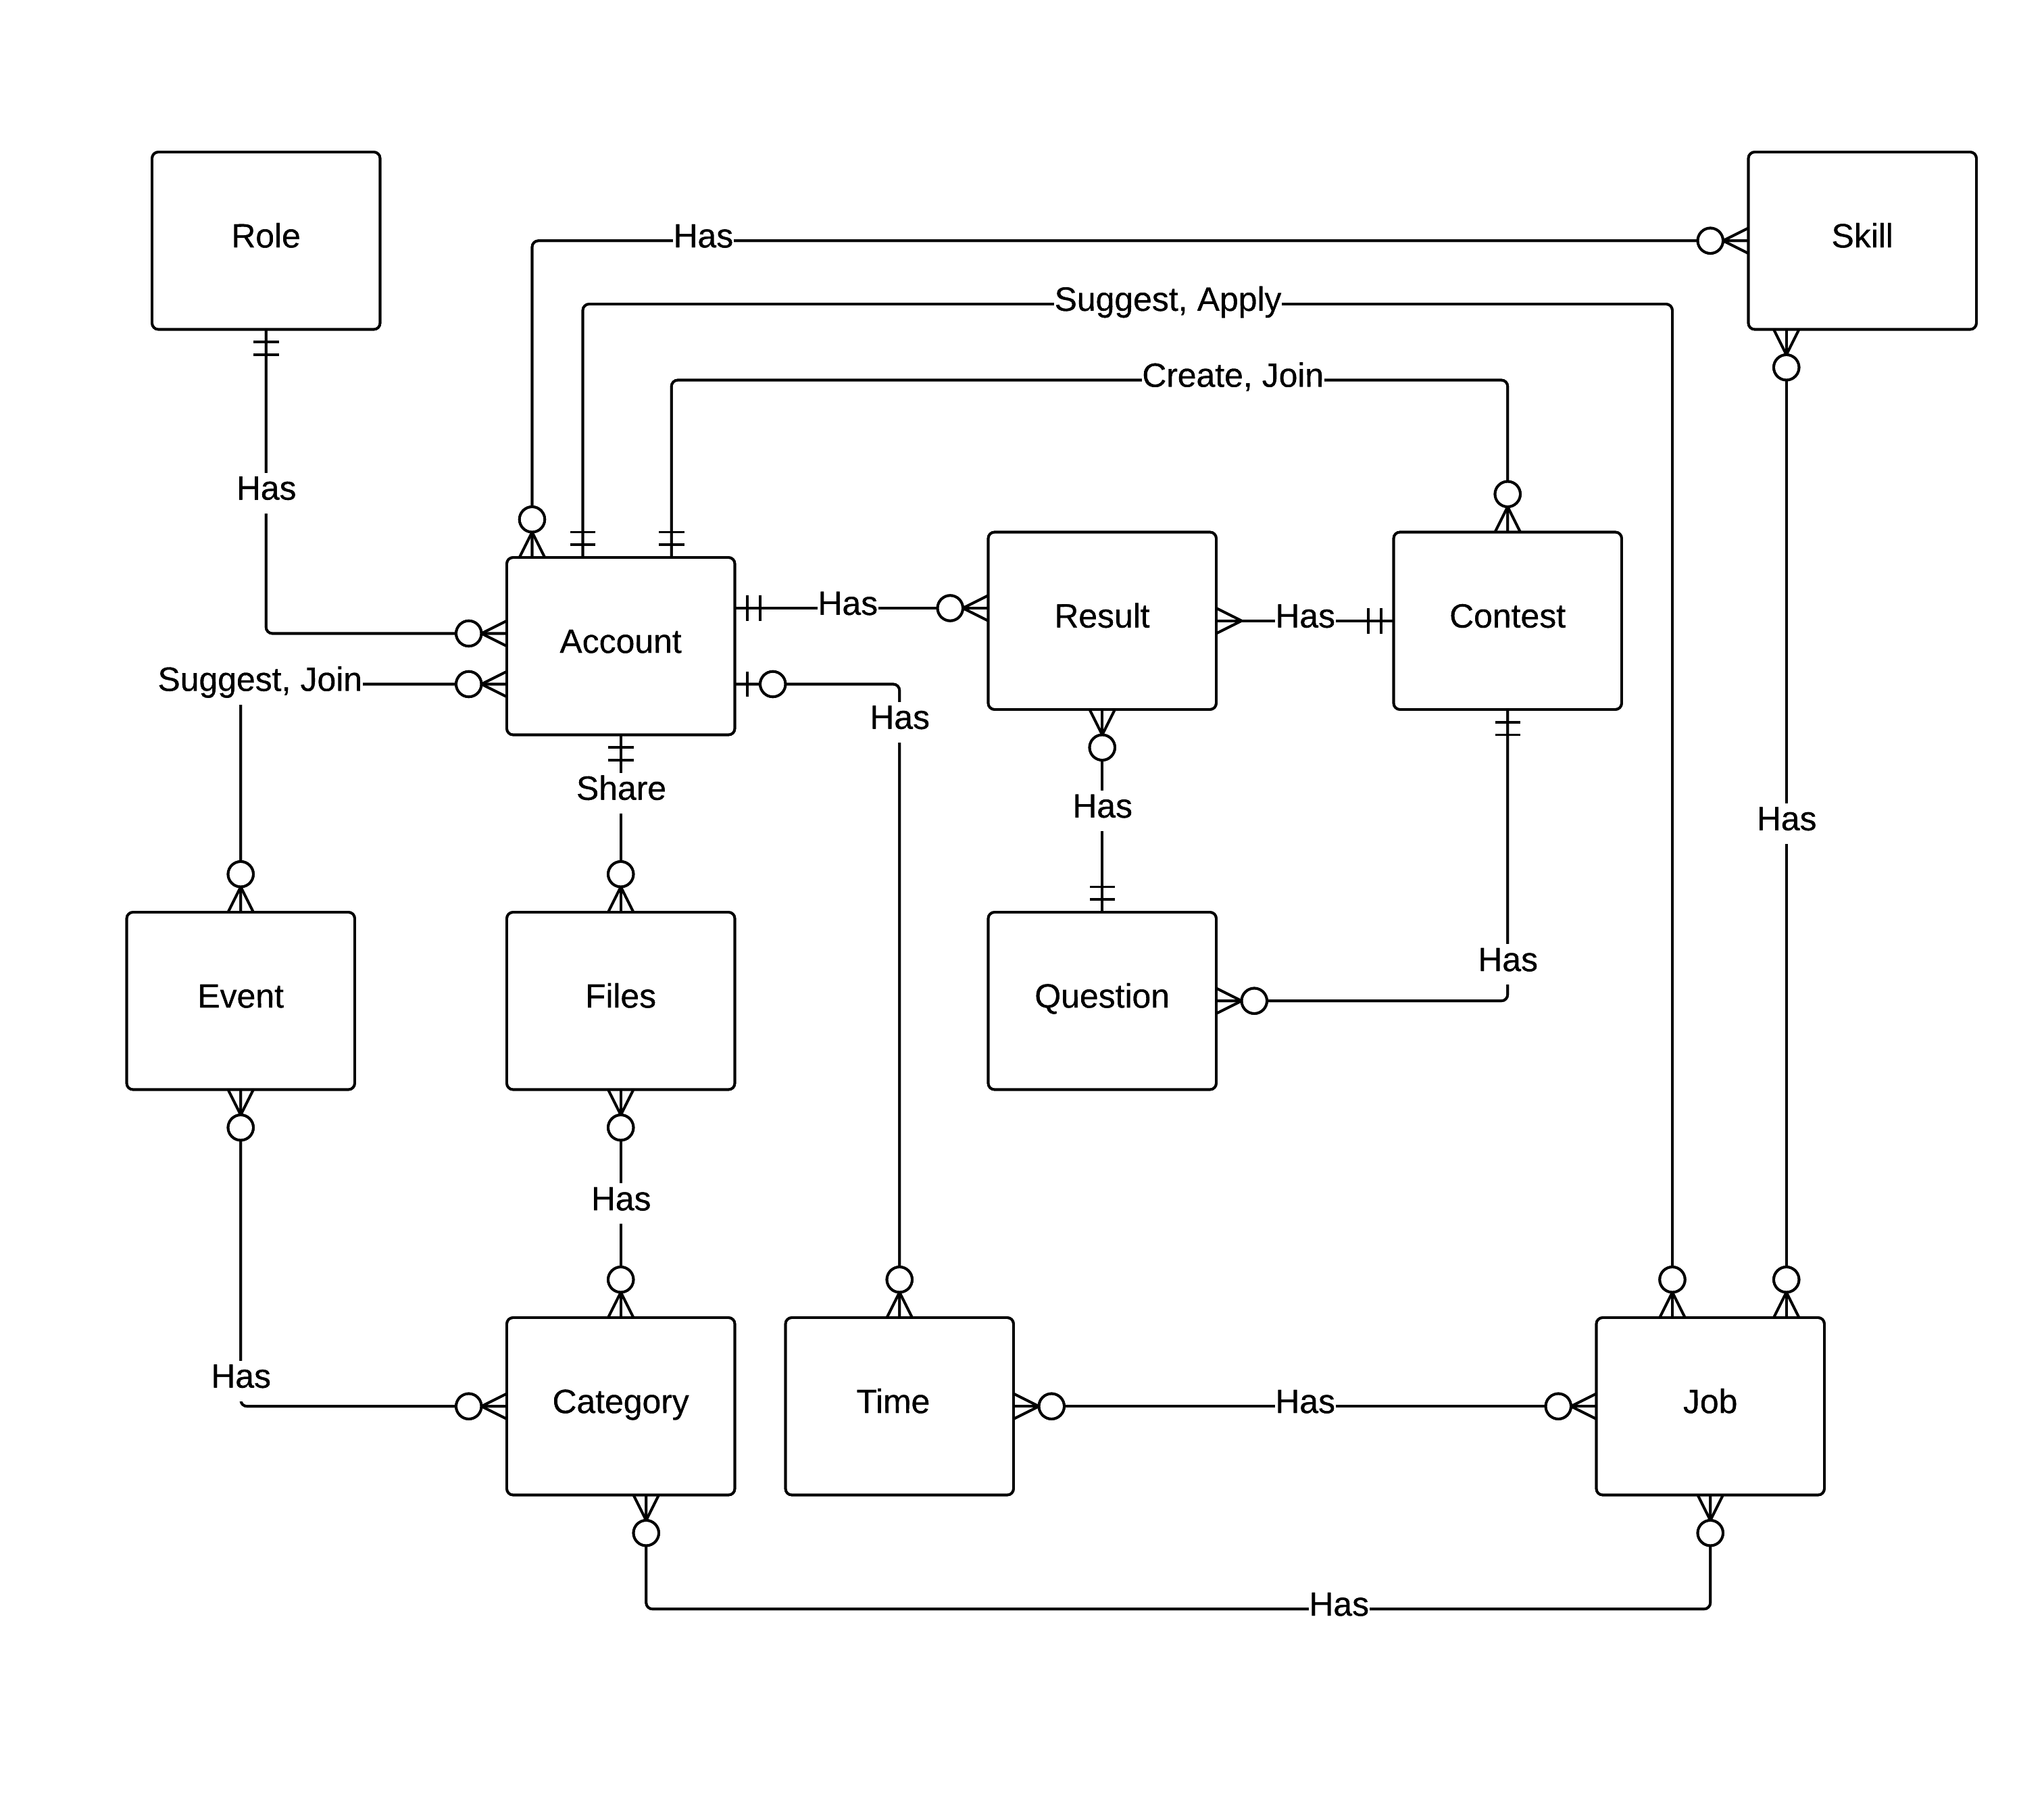 Role
Has
Skill
Suggest, Apply
Create, Join
Has
Has
Result
Has
Contest
Account
Suggest, Join
Has
Share
Has
Has
Has
Event
Files
Question
Has
Has
Category
Time
Has
Job
Has